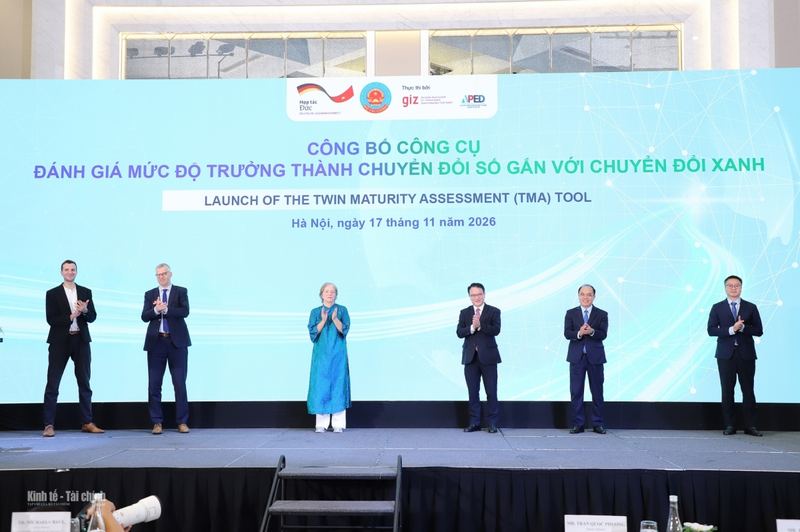 Hợp tác
Đức
Thực thi bởi
giz
APED
CÔNG BỐ CÔNG CỤ
ĐÁNH GIÁ MỨC ĐỘ TRƯỞNG THÀNH CHUYỂN ĐỔI SỐ GẮN VỚI CHUYỂN ĐỔI XANH
LAUNCH OF THE TWIN MATURITY ASSESSMENT (TMA) TOOL
Hà Nội, ngày 17 tháng 11 năm 2026
Kinh tế - Tài chính
MR. TRAN QUOC PHUONG